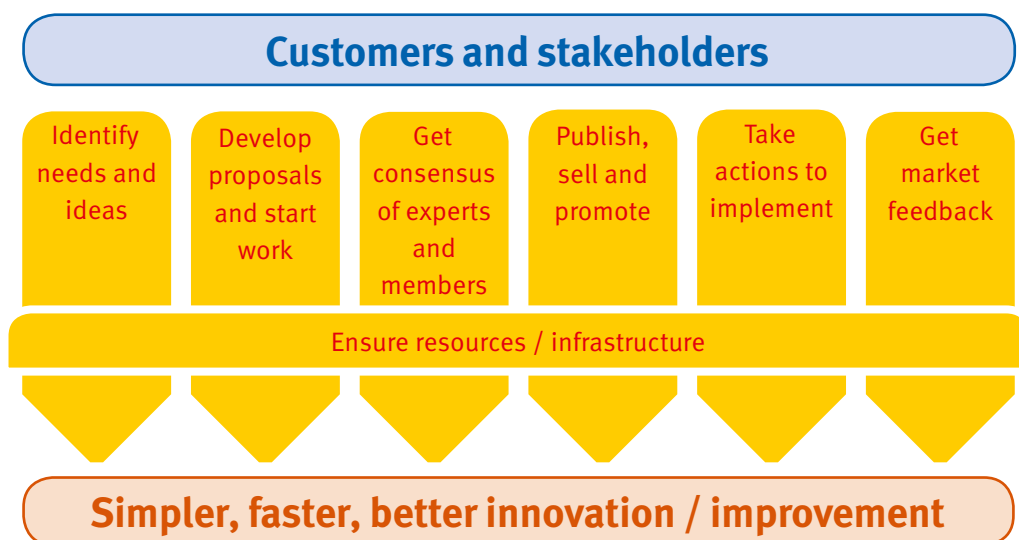 Customers and stakeholders
Identify
needs and
ideas
Develop
proposals
and start
work
Get
consensus
of experts
and
members
Publish,
sell and
promote
Take
actions to
implement
Get
market
feedback
Ensure resources / infrastructure
Simpler, faster, better innovation / improvement